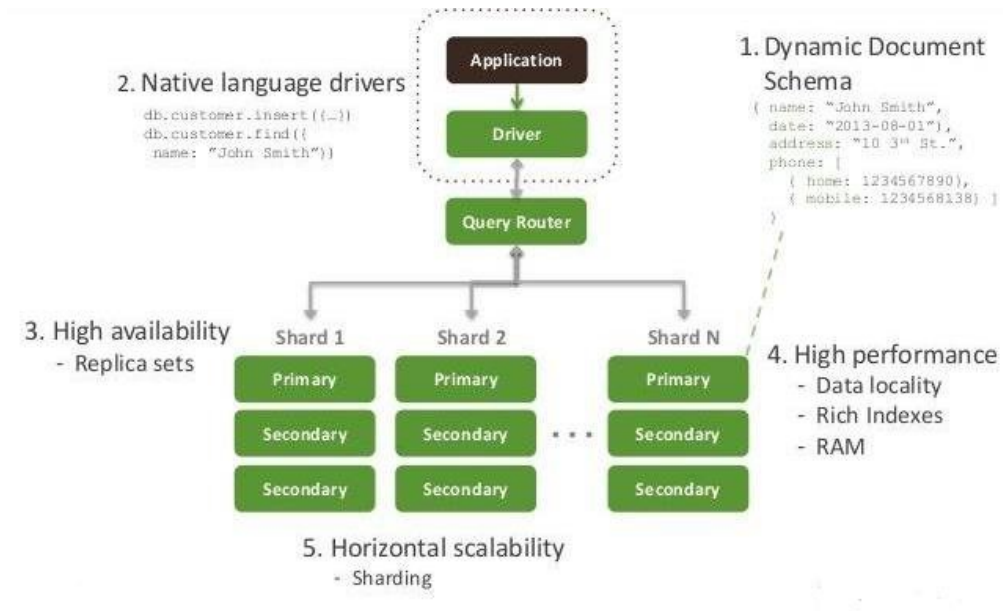 1. Dynamic Document
Schema
{ name: "John Smith",
date: "2013-08-01"),
address: "10 3rd St.",
phone: [
{ home: 1234567890),
{ mobile: 1234568138) ]
}
2. Native language drivers
db.customer.insert({…})
db.customer.find({
name: "John Smith"})
Application
Driver
Query Router
3. High availability
- Replica sets
Shard 1
Primary
Secondary
Secondary
Shard 2
Primary
Secondary
Secondary
...
Shard N
Primary
Secondary
Secondary
4. High performance
- Data locality
- Rich Indexes
- RAM
5. Horizontal scalability
- Sharding